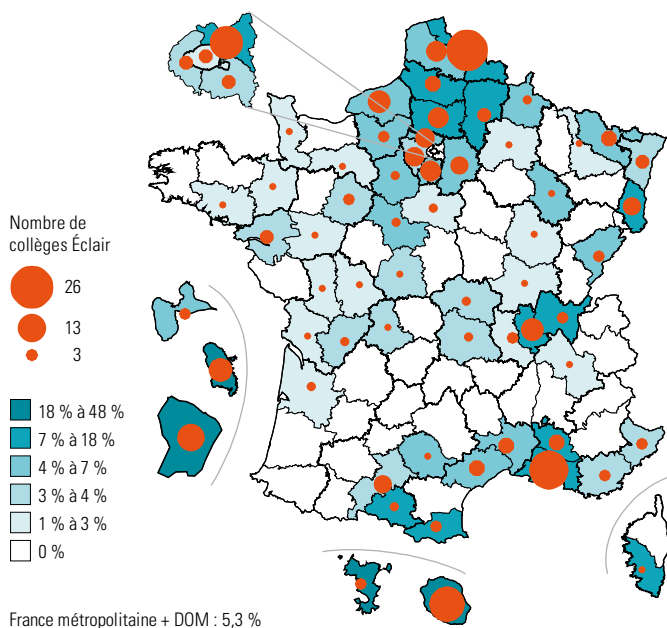 Nombre de
collèges Éclair
26
13
3
18 % à 48 %
7 % à 18 %
4 % à 7 %
3 % à 4 %
1 % à 3 %
0 %
France métropolitaine + DOM : 5,3 %